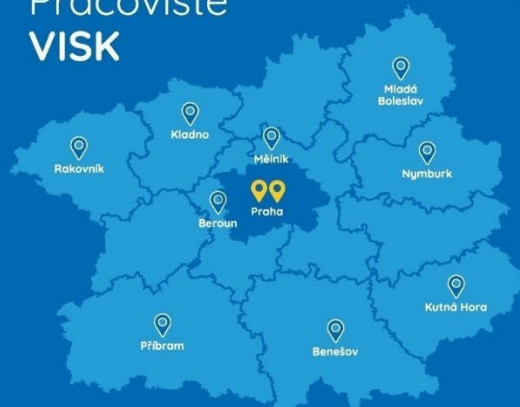 Pracoviště
VISK
Mladá
Boleslav
Kladno
Mělník
Rakovník
Nymburk
Praha
Beroun
Kutná Hora
Příbram
Benešov